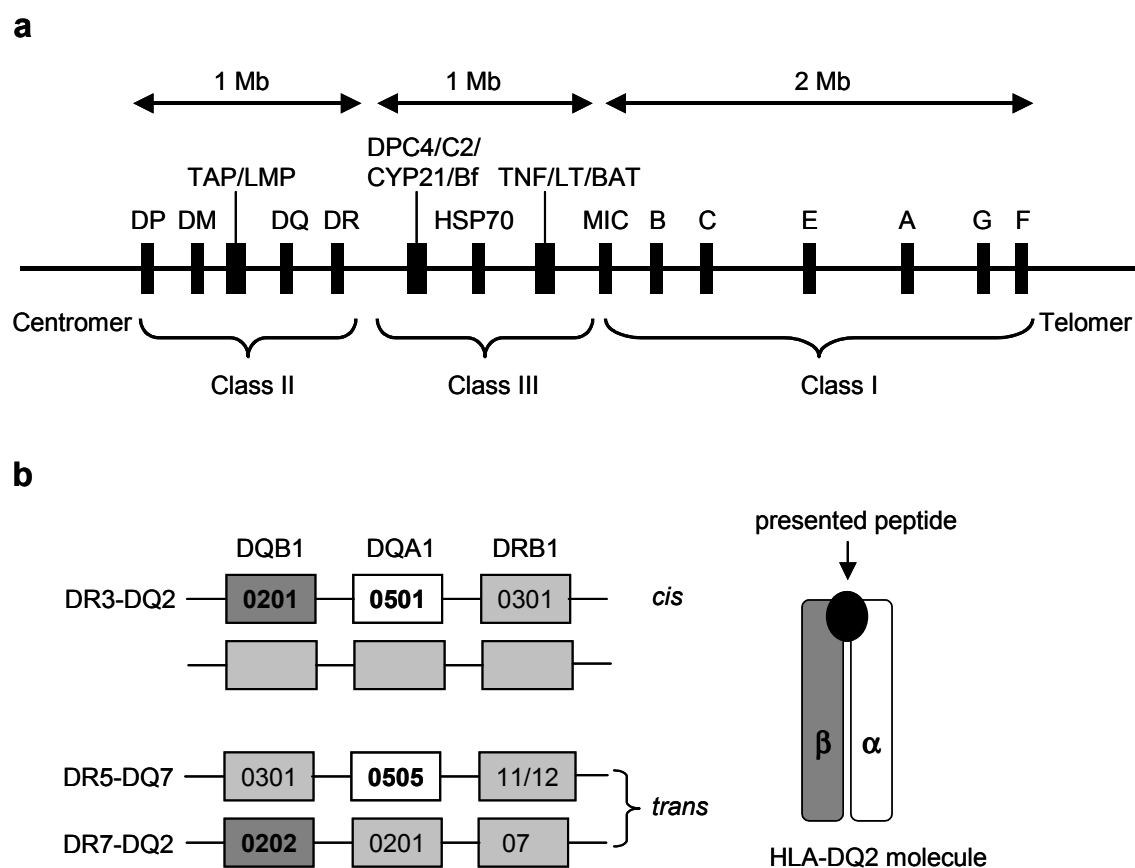 a
1 Mb 1 Mb 2 Mb
DPC4/C2/
TAP/LMP CYP21/Bf TNF/LT/BAT
DP DM DQ DR HSP70 MIC B C E A G F
Centromer Telomer
Class II Class III Class I
b
presented peptide
DQB1 DQA1 DRB1
DR3-DQ2 0201 0501 0301 cis
β α
DR5-DQ7 0301 0505 11/12
trans
DR7-DQ2 0202 0201 07
HLA-DQ2 molecule